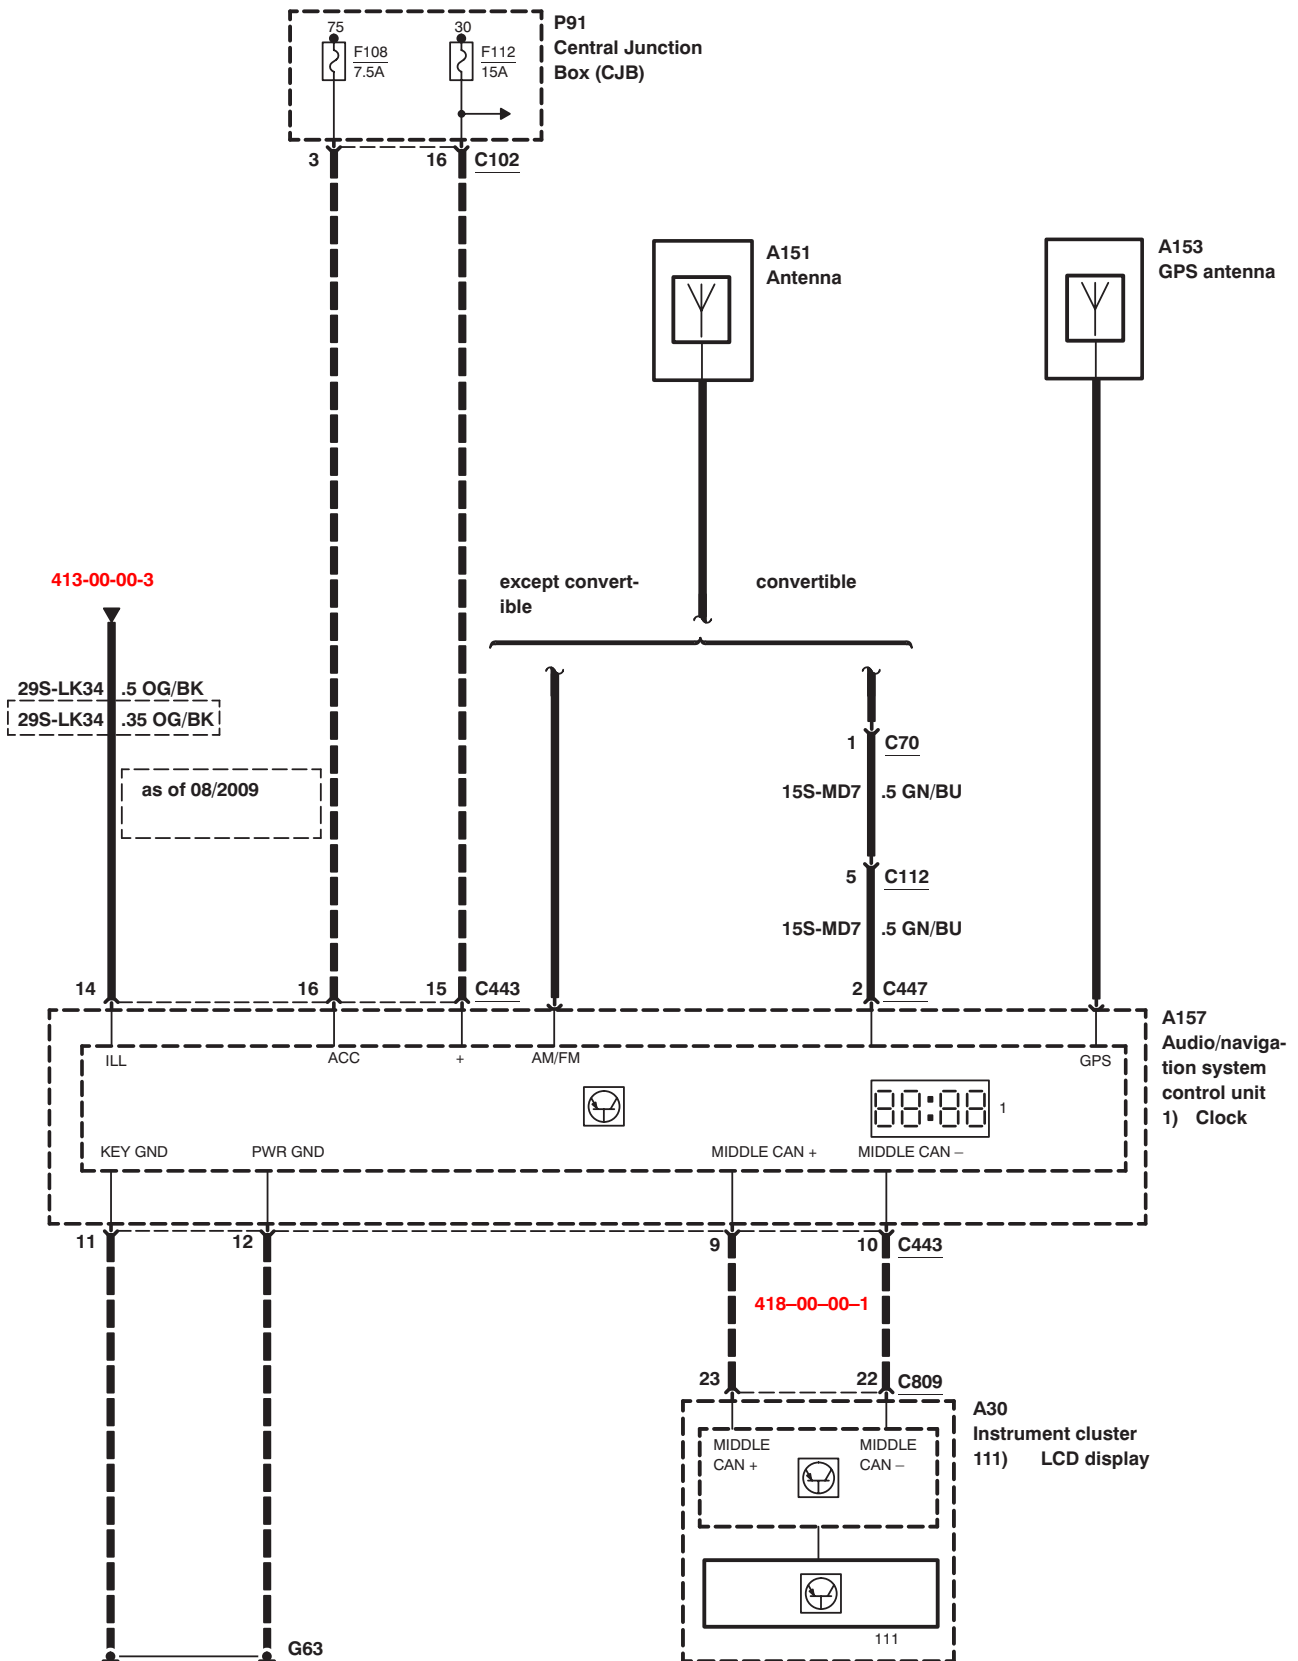 75
30
P91
Central Junction
Box (CJB)
F108
7.5A
F112
15A
3
16
C102
A151
Antenna
A153
GPS antenna
413-00-00-3
except convert-
ible
convertible
29S-LK34 .5 OG/BK
29S-LK34 .35 OG/BK
1
C70
as of 08/2009
15S-MD7 .5 GN/BU
5
C112
15S-MD7 .5 GN/BU
14
16
15
C443
2
C447
A157
Audio/naviga-
tion system
control unit
1) Clock
ILL
ACC
+
AM/FM
GPS
88:88
1
KEY GND
PWR GND
MIDDLE CAN +
MIDDLE CAN –
11
12
9
10
C443
418–00–00–1
23
22
C809
A30
Instrument cluster
111) LCD display
MIDDLE
CAN +
MIDDLE
CAN –
111
G63